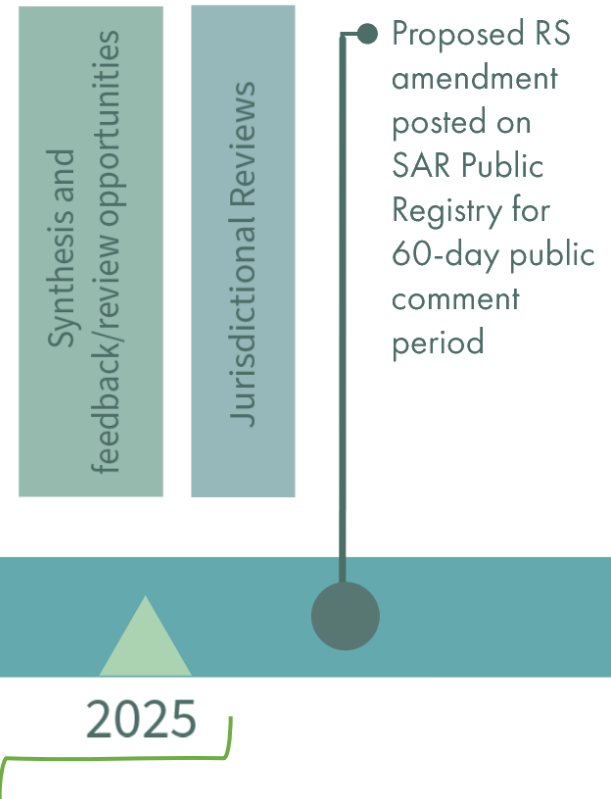 Synthesis and
feedback/review opportunities
Jurisdictional Reviews
Proposed RS
amendment
posted on
SAR Public
Registry for
60-day public
comment
period
2025